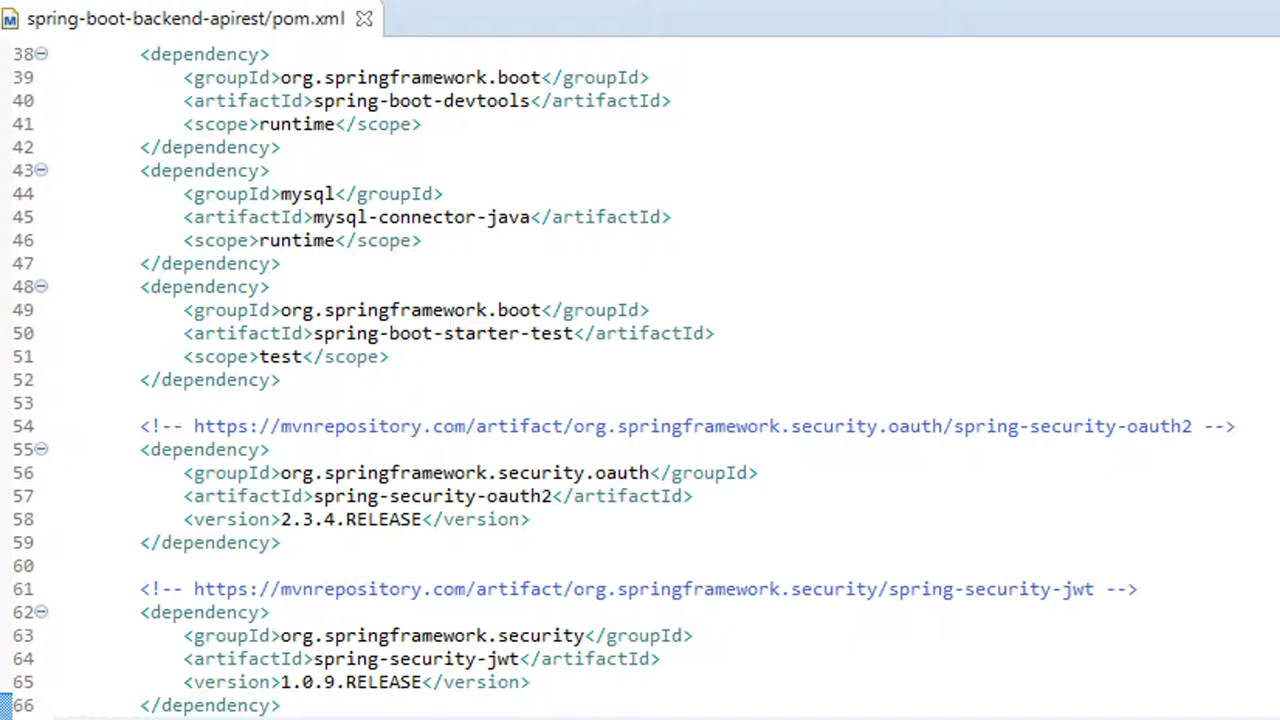 spring-boot-backend-apirest/pom.xml
38 <dependency>
39 <groupId>org.springframework.boot</groupId>
40 <artifactId>spring-boot-devtools</artifactId>
41 <scope>runtime</scope>
42 </dependency>
43 <dependency>
44 <groupId>mysql</groupId>
45 <artifactId>mysql-connector-java</artifactId>
46 <scope>runtime</scope>
47 </dependency>
48 <dependency>
49 <groupId>org.springframework.boot</groupId>
50 <artifactId>spring-boot-starter-test</artifactId>
51 <scope>test</scope>
52 </dependency>
53
54 <!-- https://mvnrepository.com/artifact/org.springframework.security.oauth/spring-security-oauth2 -->
55 <dependency>
56 <groupId>org.springframework.security.oauth</groupId>
57 <artifactId>spring-security-oauth2</artifactId>
58 <version>2.3.4.RELEASE</version>
59 </dependency>
60
61 <!-- https://mvnrepository.com/artifact/org.springframework.security/spring-security-jwt -->
62 <dependency>
63 <groupId>org.springframework.security</groupId>
64 <artifactId>spring-security-jwt</artifactId>
65 <version>1.0.9.RELEASE</version>
66 </dependency>